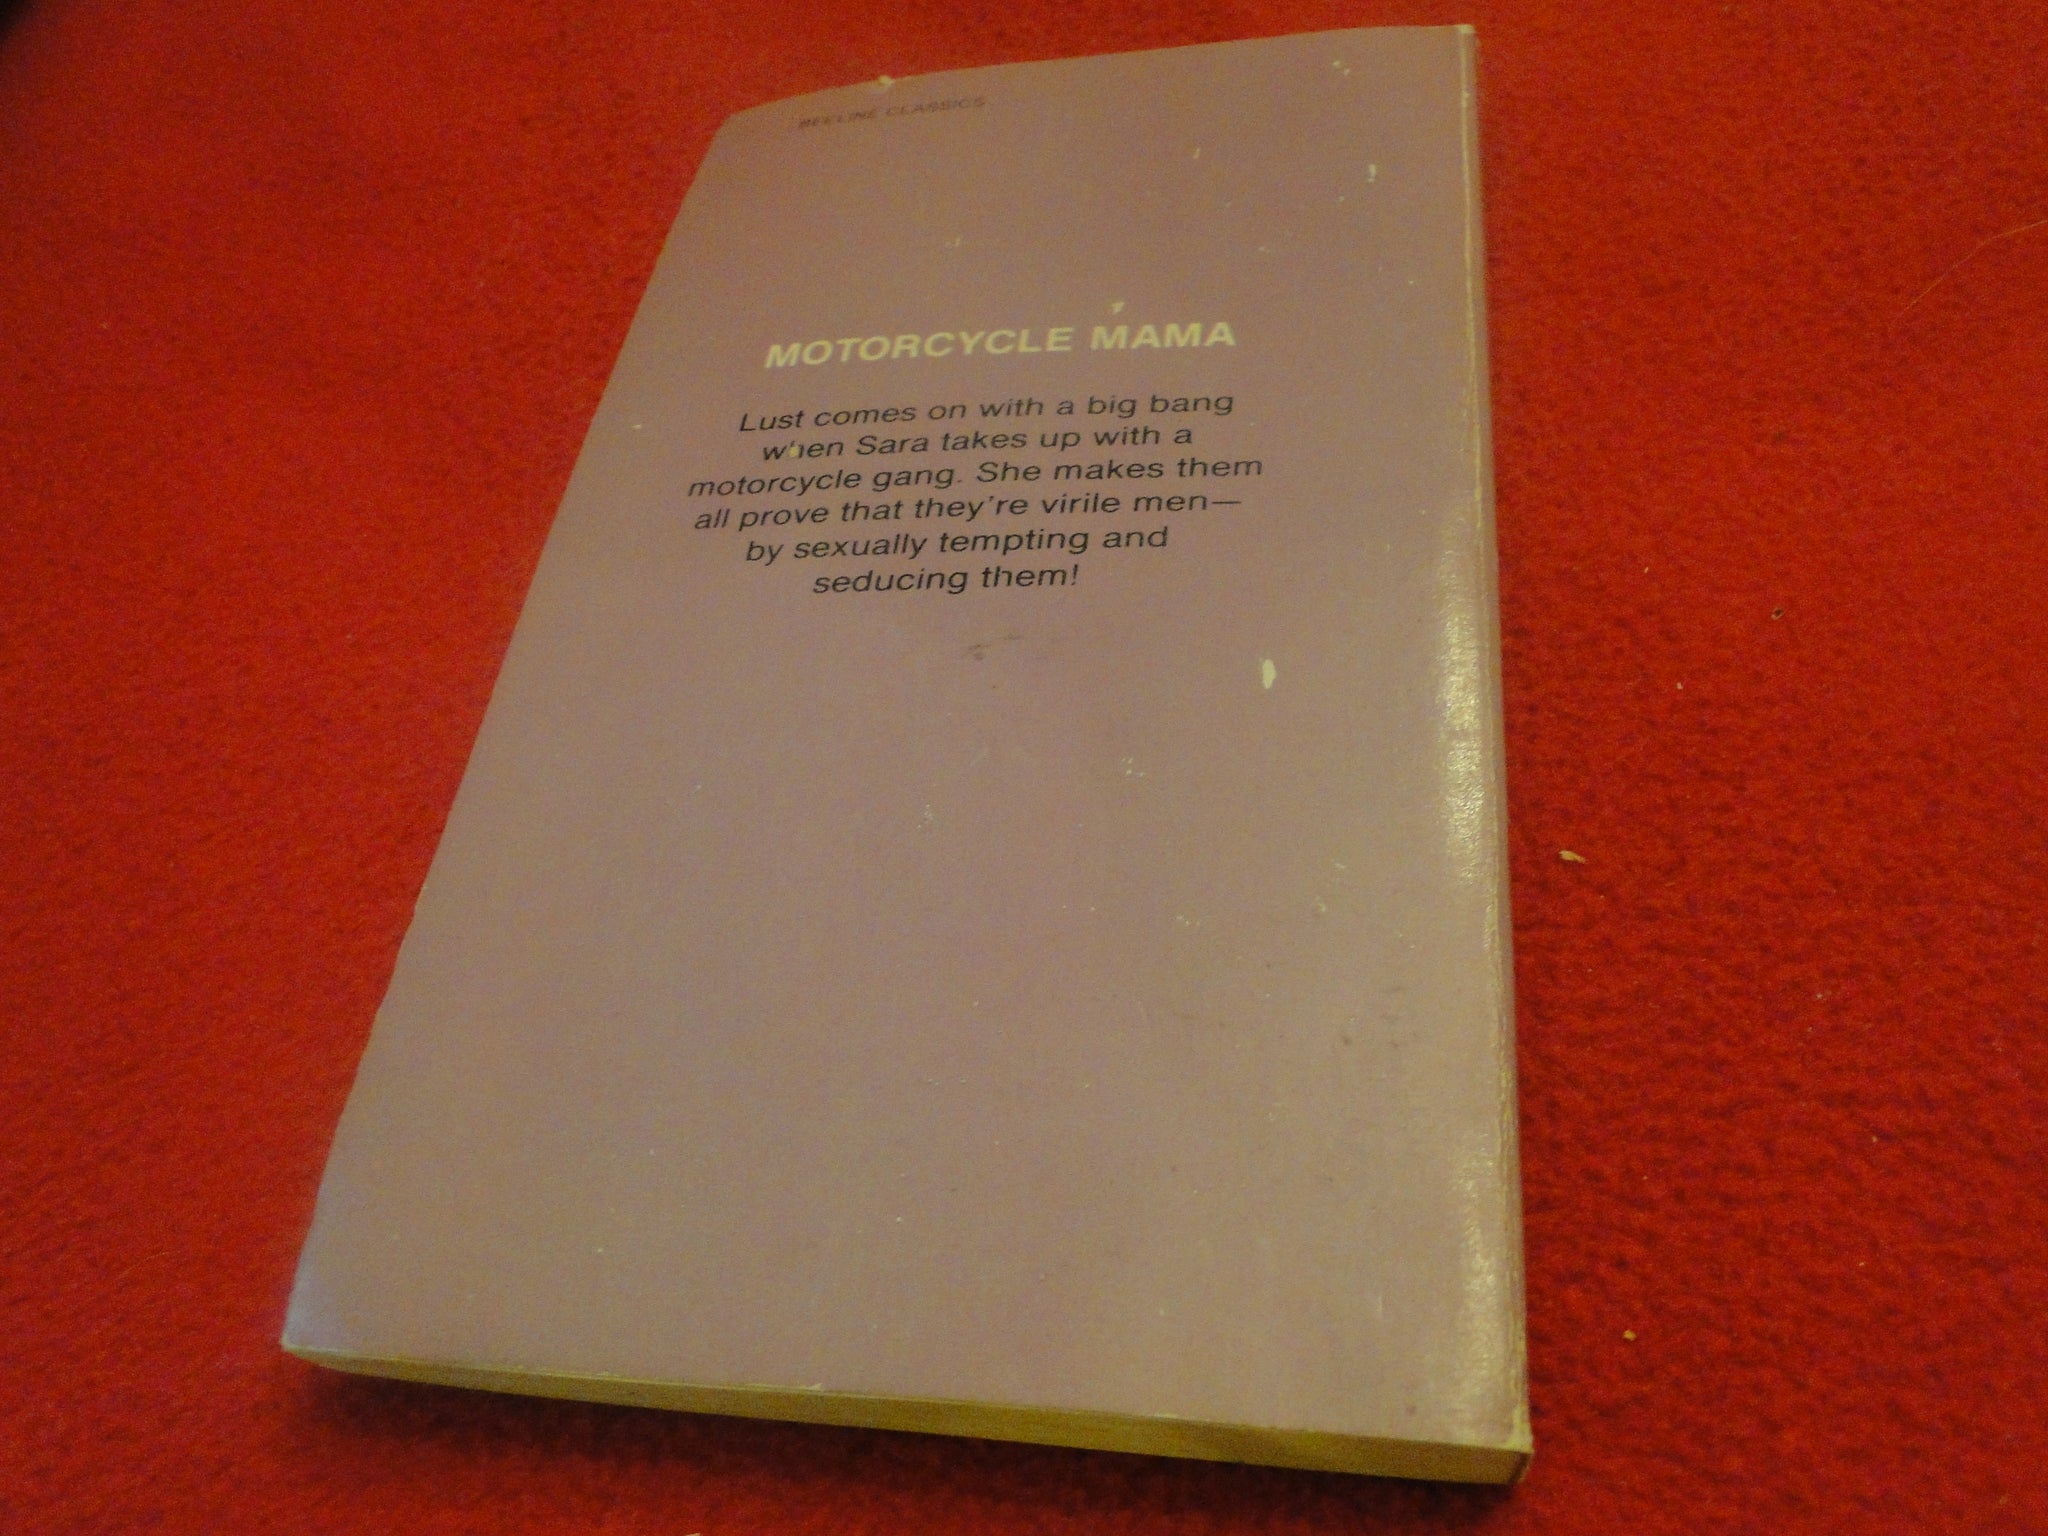 BEELINE CLASSICS
MOTORCYCLE MAMA
Lust comes on with a big bang
when Sara takes up with a
motorcycle gang. She makes them
all prove that they're virile men—
by sexually tempting and
seducing them!